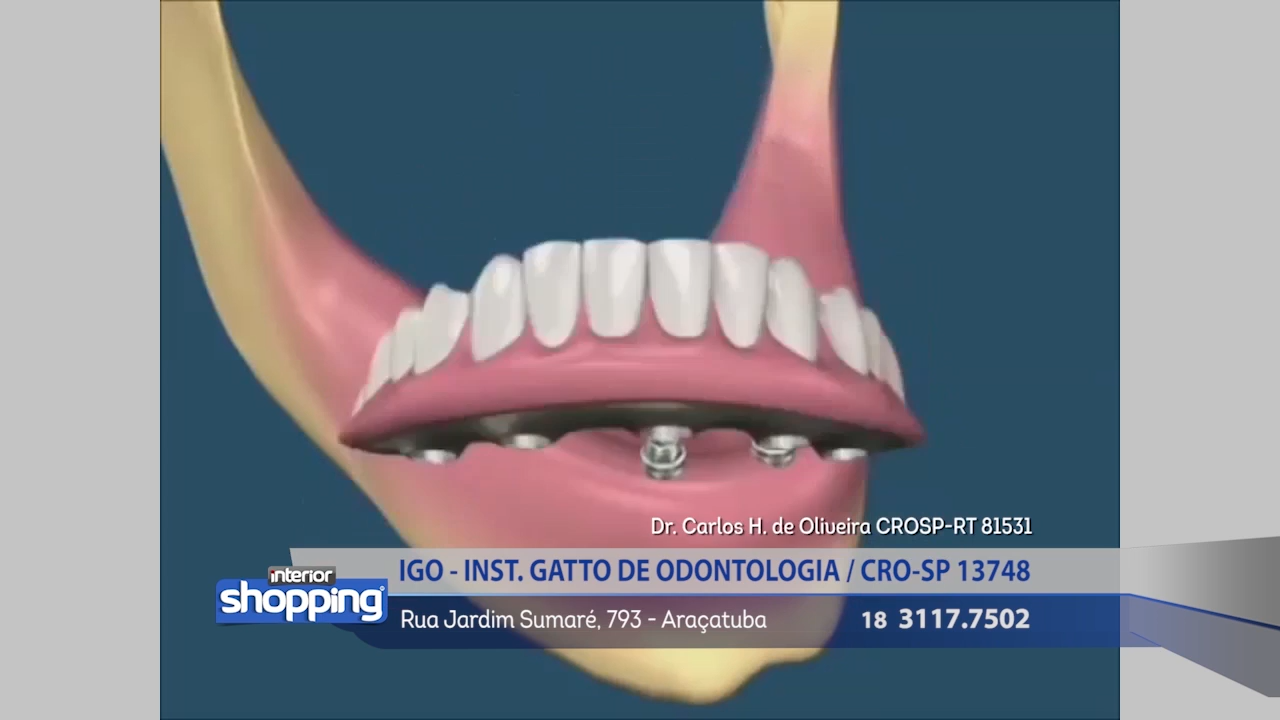 Dr. Carlos H. de Oliveira CROSP-RT 81531
IGO - INST. GATTO DE ODONTOLOGIA / CRO-SP 13748
interior
shopping
Rua Jardim Sumaré, 793 - Araçatuba 18 3117.7502